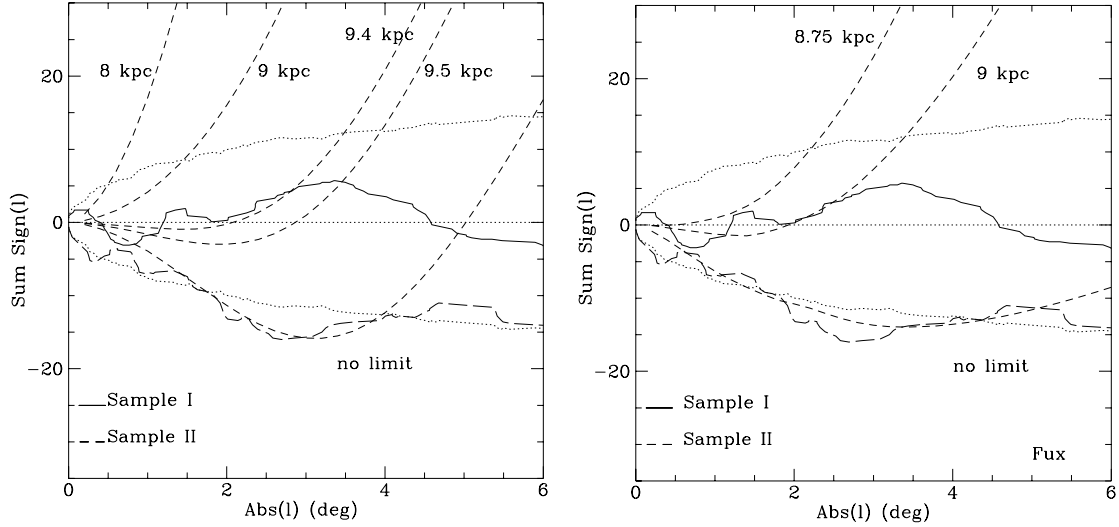 8 kpc
9 kpc
9.4 kpc
9.5 kpc
no limit
Sample I
Sample II
Sum Sign(l)
20
0
−20
0
2
4
6
Abs(l) (deg)
8.75 kpc
9 kpc
no limit
Sample I
Sample II
Fux
Sum Sign(l)
20
0
−20
0
2
4
6
Abs(l) (deg)